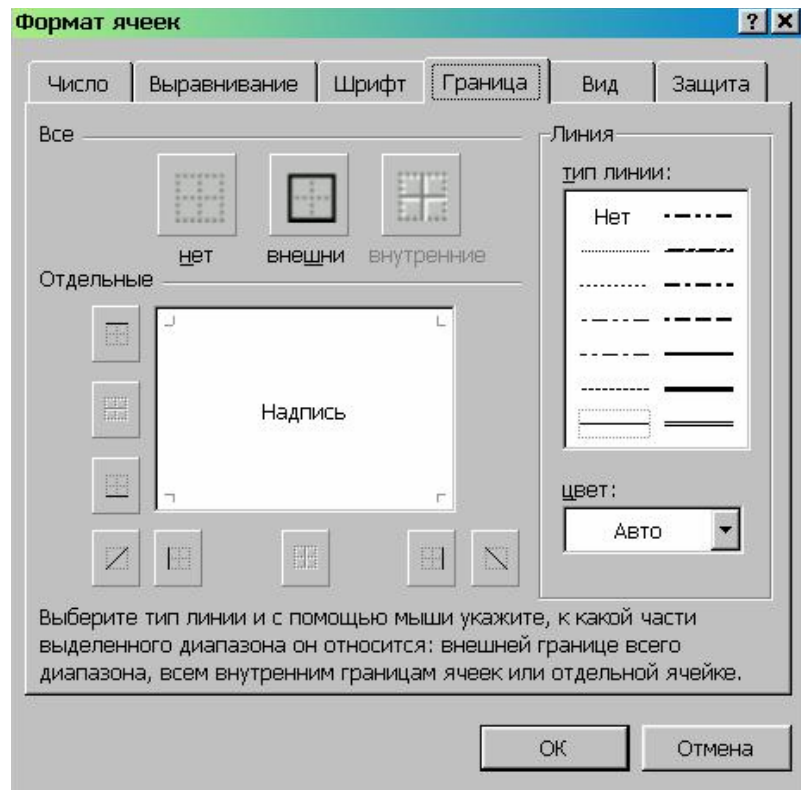 Формат ячеек
Число Выравнивание Шрифт Граница Вид Защита
Все
нет внешни внутренние
Отдельные
Надпись
Линия
тип линии:
Нет
цвет:
Авто
Выберите тип линии и с помощью мыши укажите, к какой части
выделенного диапазона он относится: внешней границе всего
диапазона, всем внутренним границам ячеек или отдельной ячейке.
ОК Отмена